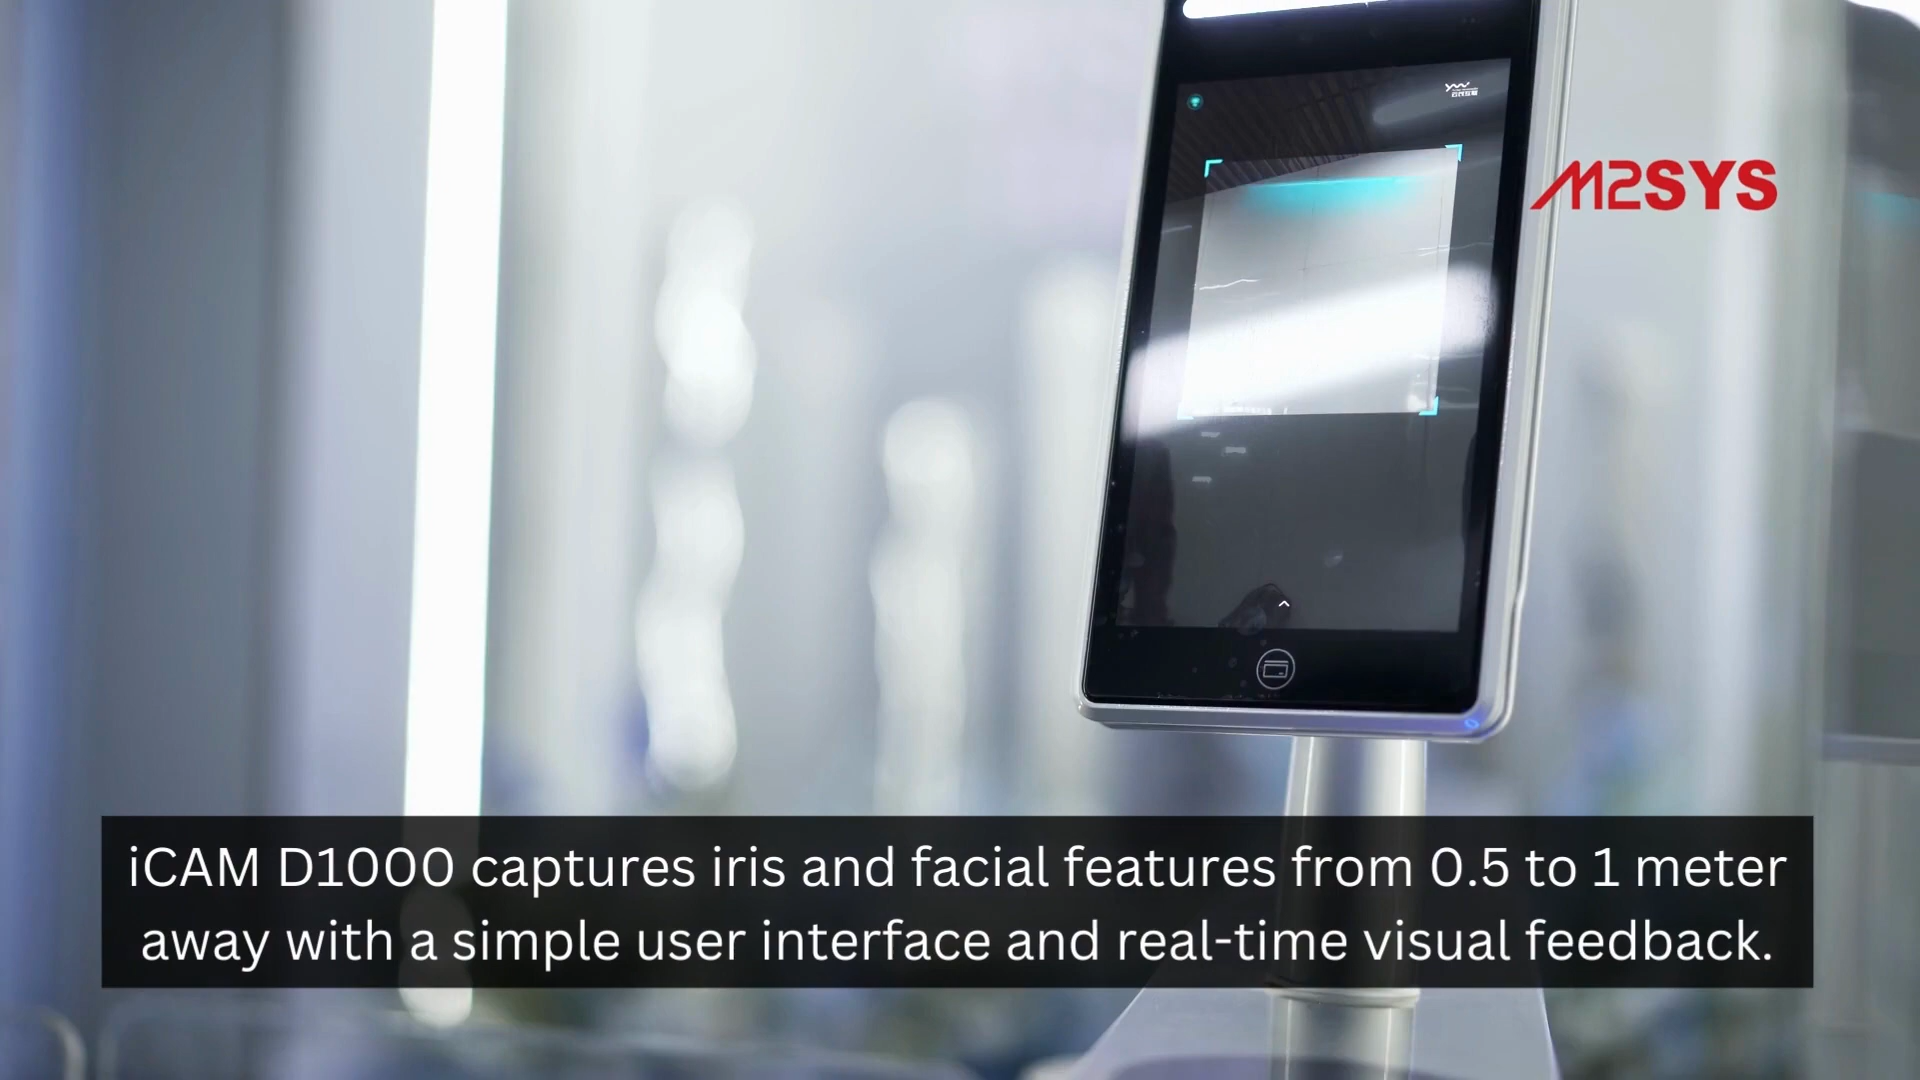 M2SYS
iCAM D1000 captures iris and facial features from 0.5 to 1 meter
away with a simple user interface and real-time visual feedback.